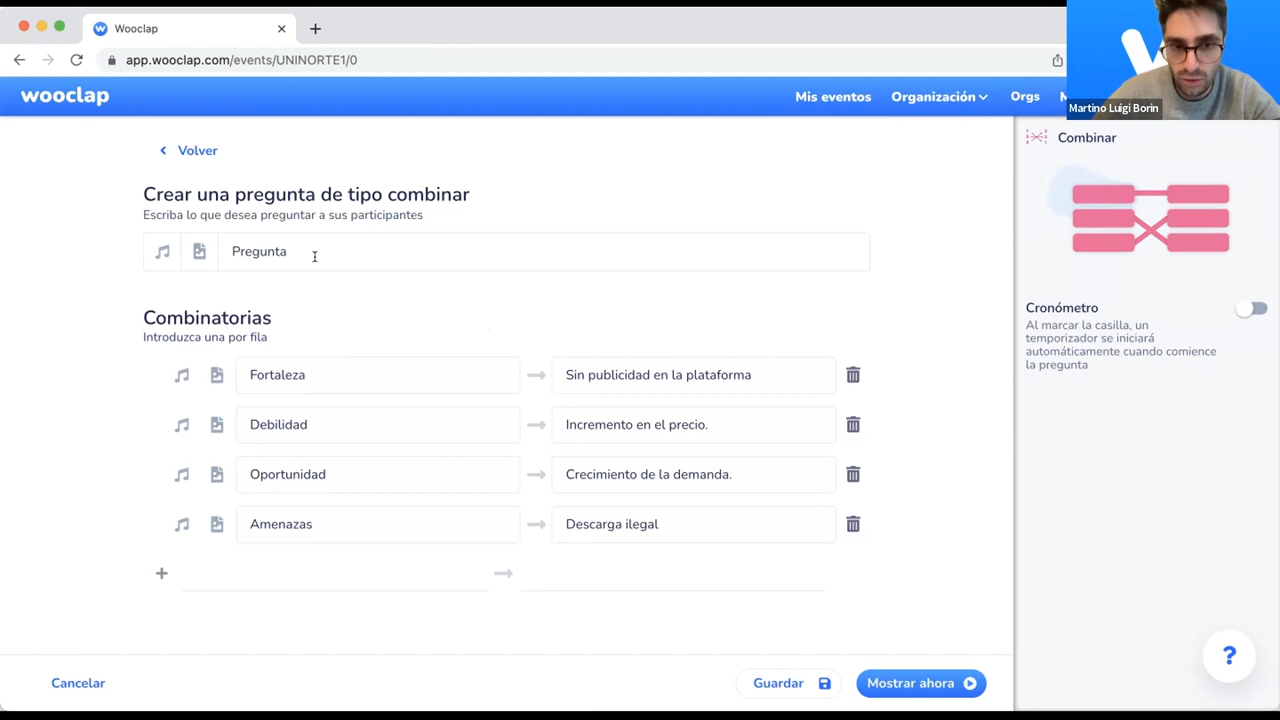 Wooclap
app.wooclap.com/events/UNINORTE1/0
wooclap
Mis eventos
Organización
Orgs
Martino Luigi Borin
Volver
Crear una pregunta de tipo combinar
Escriba lo que desea preguntar a sus participantes
Pregunta
Combinatorias
Introduzca una por fila
Fortaleza
Sin publicidad en la plataforma
Debilidad
Incremento en el precio.
Oportunidad
Crecimiento de la demanda.
Amenazas
Descarga ilegal
Cancelar
Guardar
Mostrar ahora
Combinar
Cronómetro
Al marcar la casilla, un
temporizador se iniciará
automáticamente cuando comience
la pregunta
?